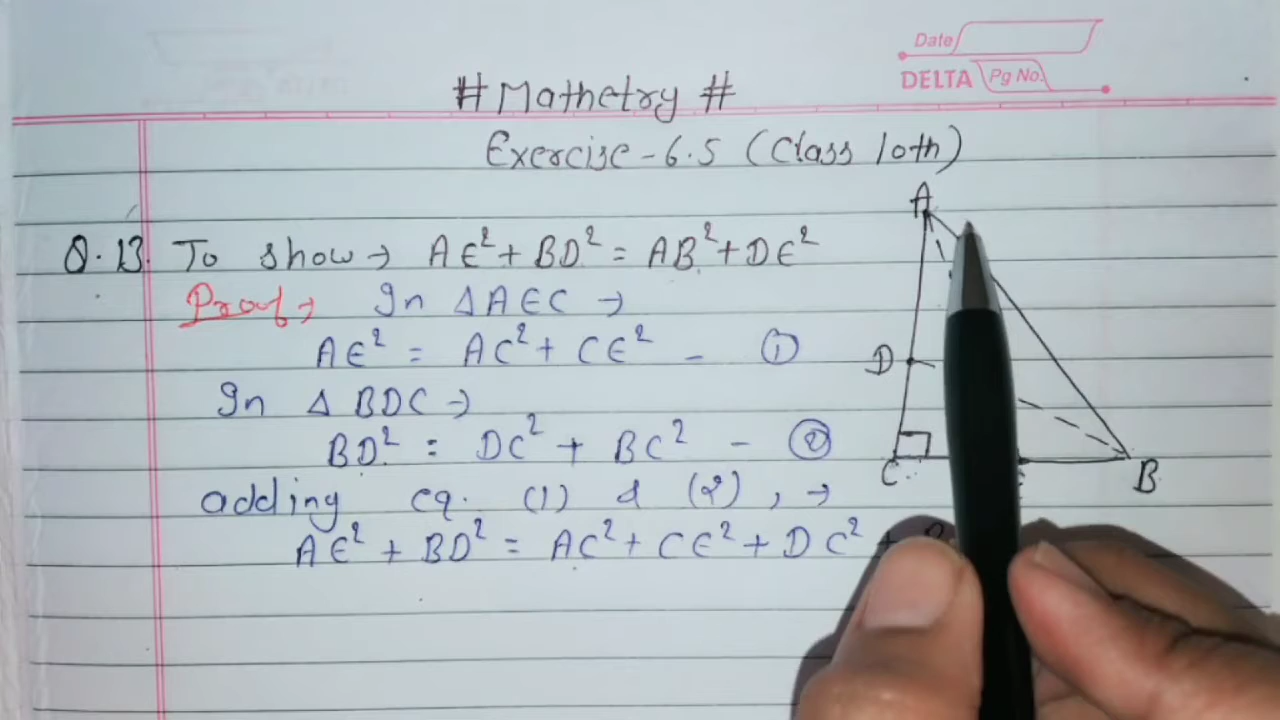 Date
DELTA Pg No.
# Mathetry #
Exercise - 6.5 (Class 10th)
Q.13. To show → AE² + BD² = AB² + DE²
Proof → In △AEC →
AE² = AC² + CE² - ①
In △ BDC →
BD² = DC² + BC² - ②
adding eq. (1) & (2), →
AE² + BD² = AC² + CE² + DC² +
A
D
C
B